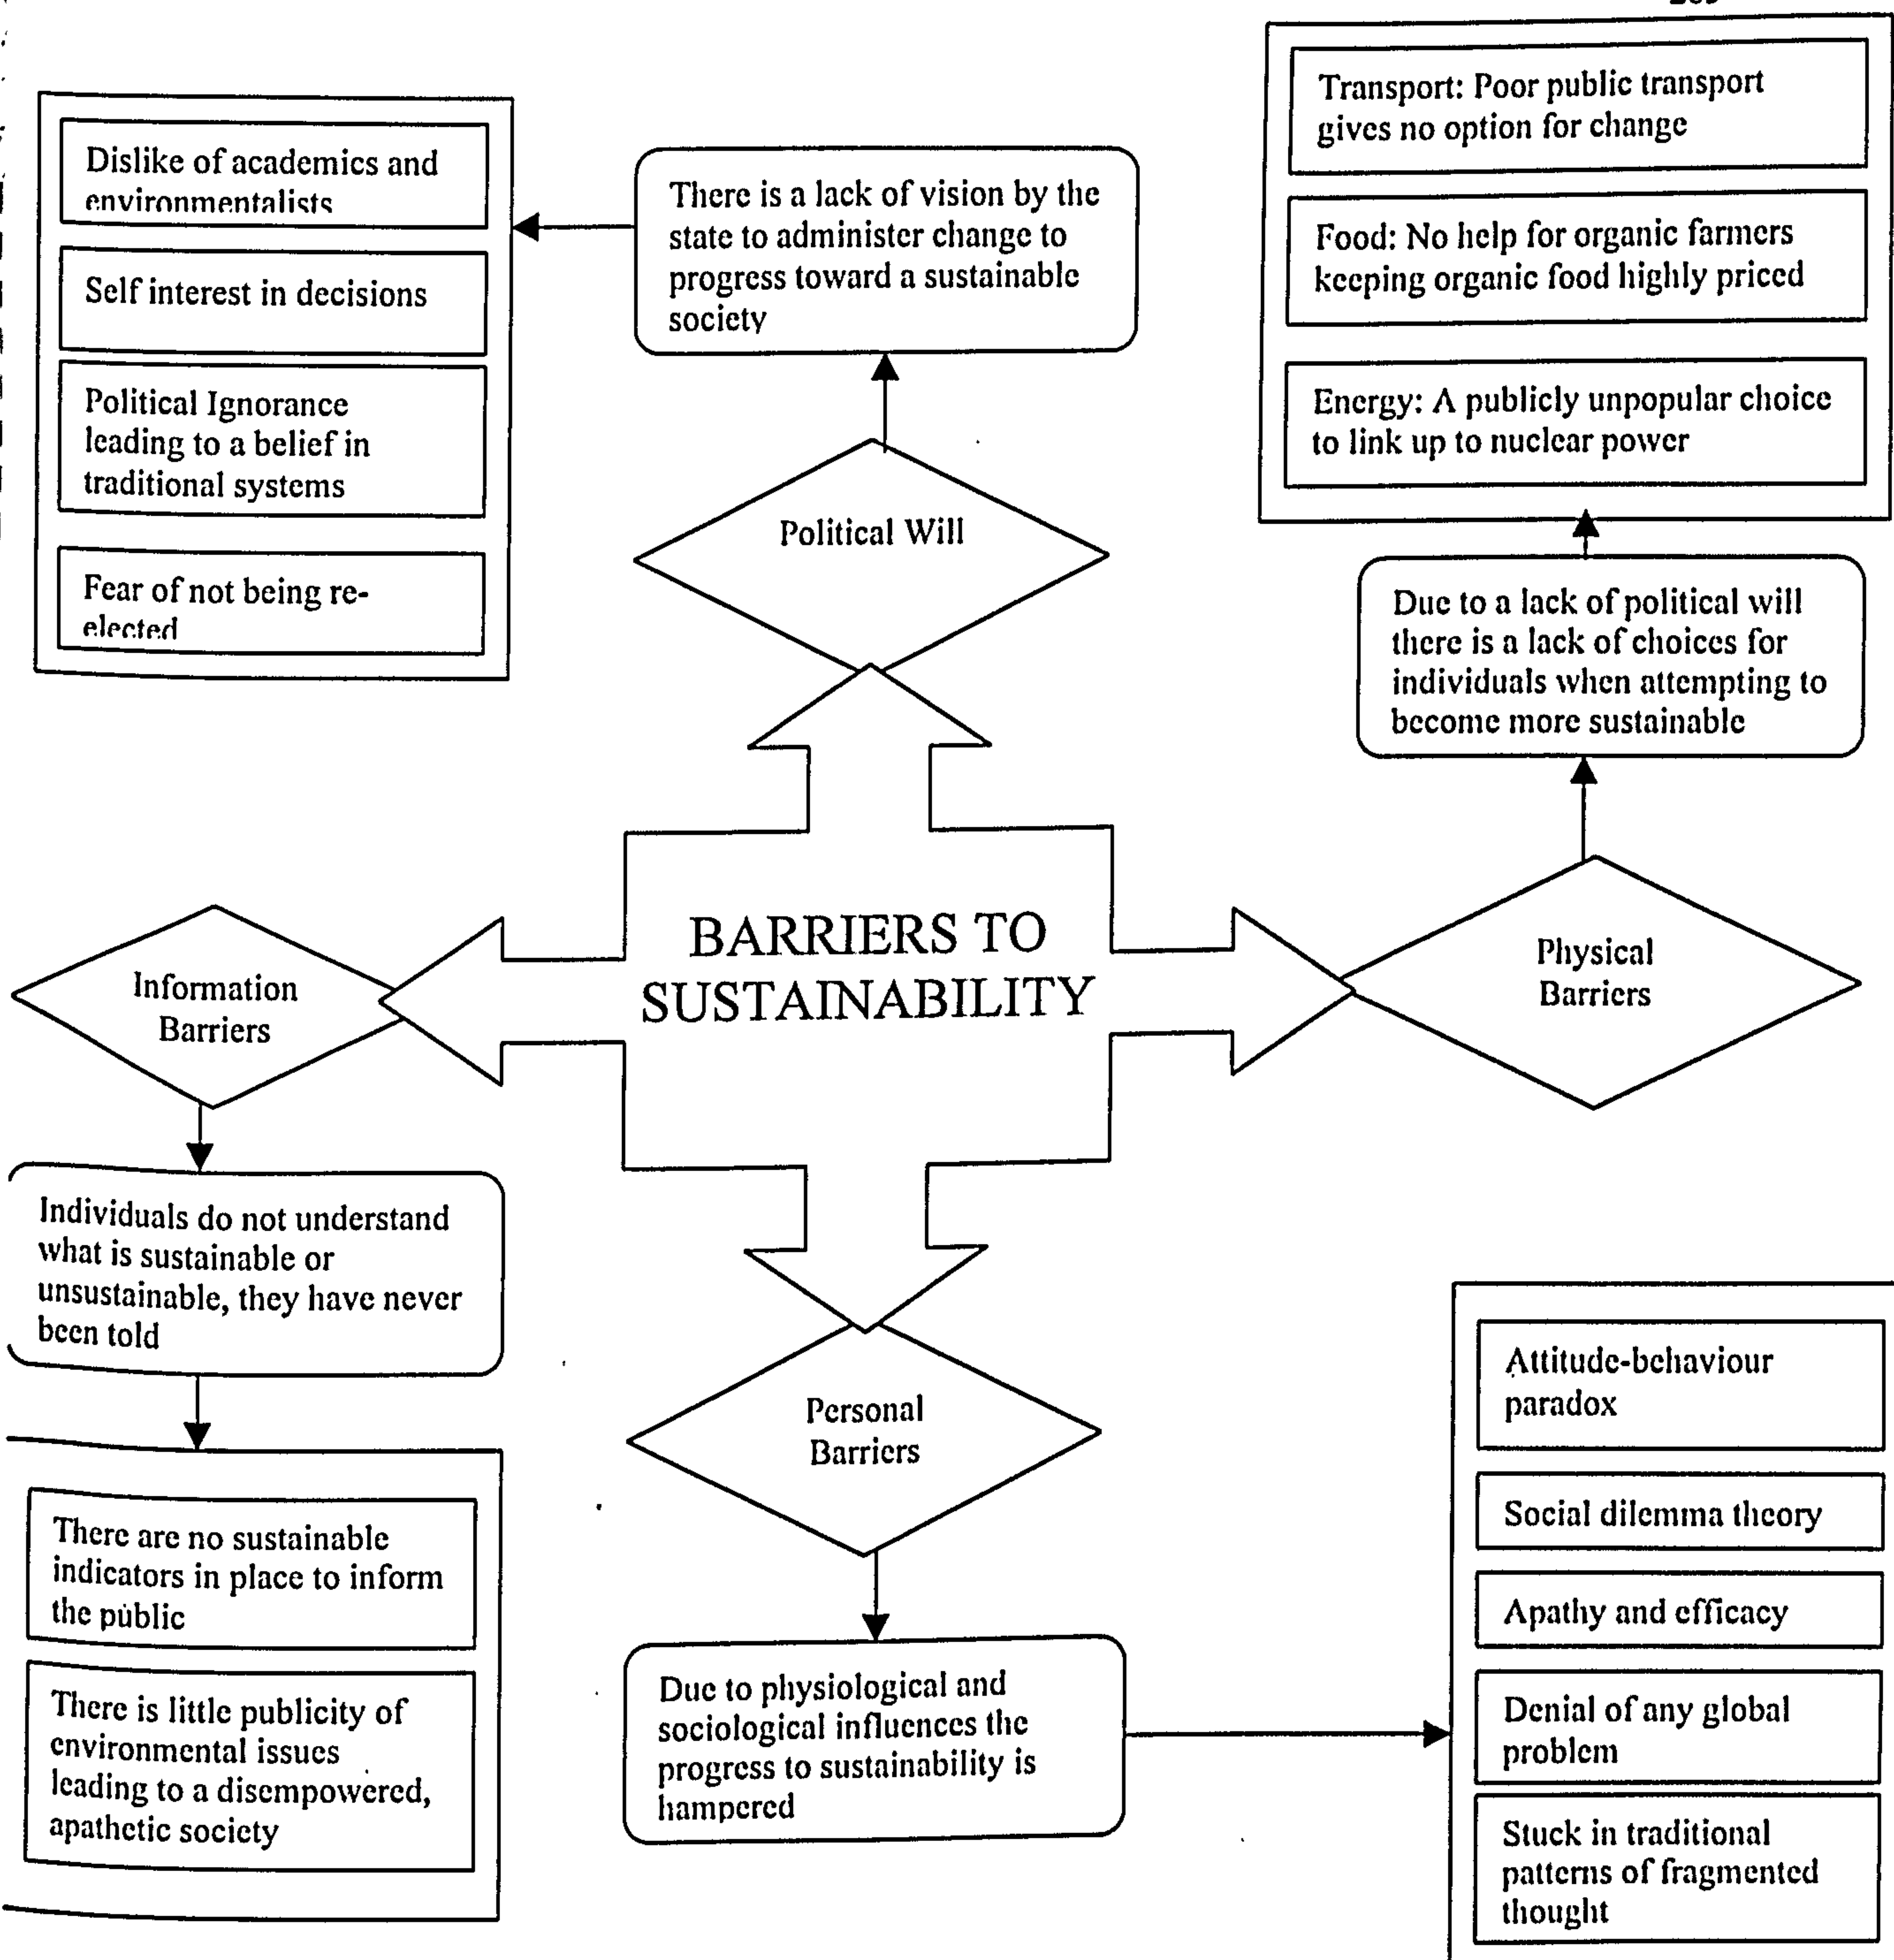 Dislike of academics and
environmentalists
Self interest in decisions
Political Ignorance
leading to a belief in
traditional systems
Fear of not being re-
elected
There is a lack of vision by the
state to administer change to
progress toward a sustainable
society
Political Will
Transport: Poor public transport
gives no option for change
Food: No help for organic farmers
keeping organic food highly priced
Energy: A publicly unpopular choice
to link up to nuclear power
Due to a lack of political will
there is a lack of choices for
individuals when attempting to
become more sustainable
Physical
Barriers
BARRIERS TO
SUSTAINABILITY
Information
Barriers
Individuals do not understand
what is sustainable or
unsustainable, they have never
been told
There are no sustainable
indicators in place to inform
the public
There is little publicity of
environmental issues
leading to a disempowered,
apathetic society
Personal
Barriers
Due to physiological and
sociological influences the
progress to sustainability is
hampered
Attitude-behaviour
paradox
Social dilemma theory
Apathy and efficacy
Denial of any global
problem
Stuck in traditional
patterns of fragmented
thought